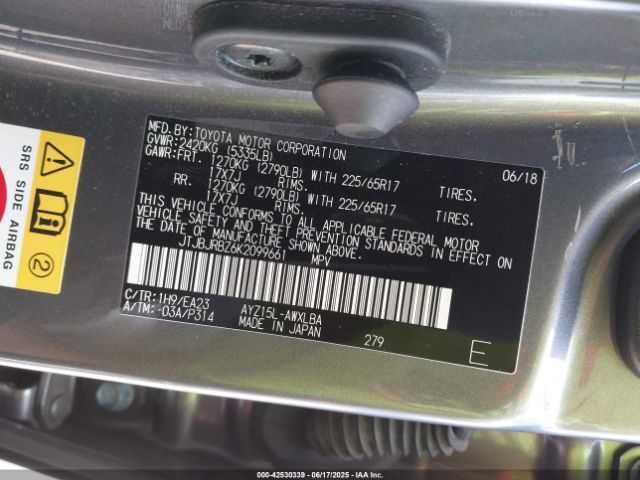 MFD. BY: TOYOTA MOTOR CORPORATION 06/18
GVWR: 2420KG (5335LB)
GAWR: FRT. 1270KG (2790LB) WITH 225/65R17 TIRES,
17X7J RIMS.
RR. 1270KG (2790LB) WITH 225/65R17 TIRES,
17X7J RIMS.
THIS VEHICLE CONFORMS TO ALL APPLICABLE FEDERAL MOTOR
VEHICLE SAFETY AND THEFT PREVENTION STANDARDS IN EFFECT ON
THE DATE OF MANUFACTURE SHOWN ABOVE.
JTJBJRBZ6K2099661 MPV
C/TR: 1H9/EA23 AYZ15L-AWXLBA
A/TM: -03A/P314 MADE IN JAPAN 279 E
SRS SIDE AIRBAG
2
000-42530339 - 06/17/2025 - IAAI.COM